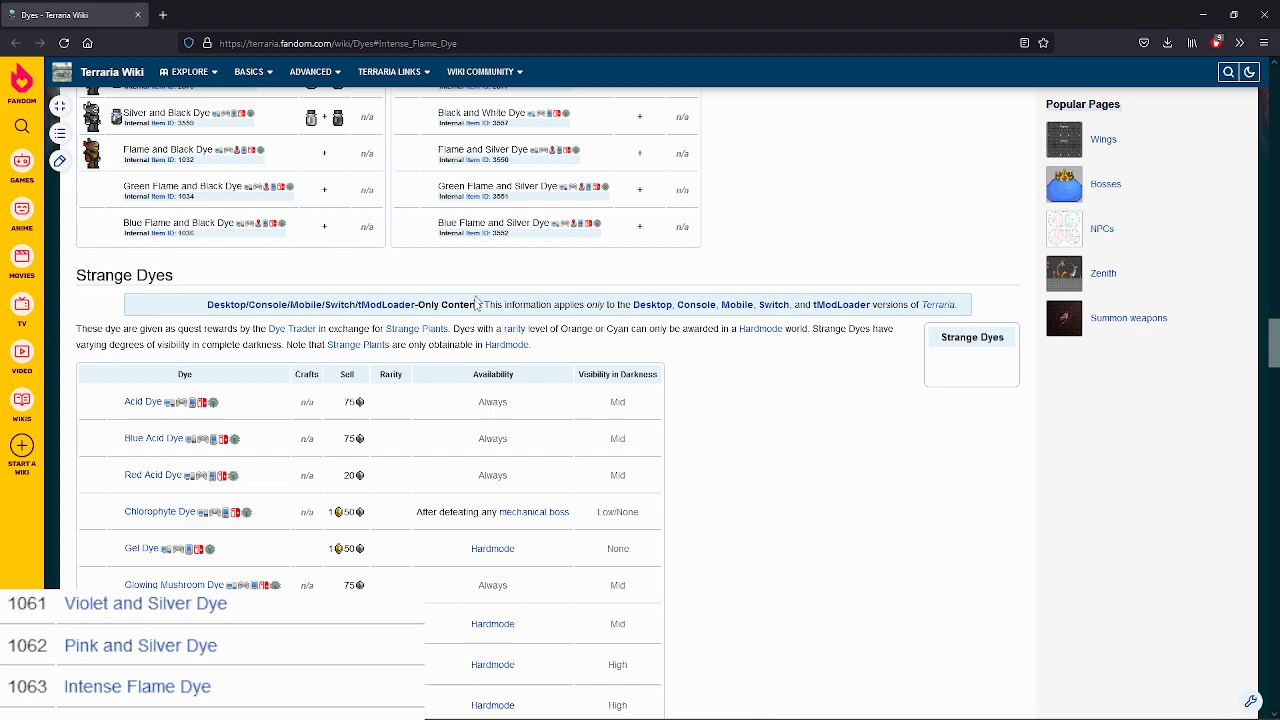 Dyes – Terraria Wiki
https://terraria.fandom.com/wiki/Dyes#Intense_Flame_Dye
9
FANDOM
GAMES
ANIME
MOVIES
TV
VIDEO
WIKIS
START A
WIKI
Terraria Wiki
EXPLORE
BASICS
ADVANCED
TERRARIA LINKS
WIKI COMMUNITY
Silver and Black Dye + n/a
Internal Item ID: 3559
Flame and Black Dye + n/a
Internal Item ID: 1032
Green Flame and Black Dye + n/a
Internal Item ID: 1034
Blue Flame and Black Dye + n/a
Internal Item ID: 1036
Black and White Dye + n/a
Internal Item ID: 3557
Flame and Silver Dye + n/a
Internal Item ID: 3550
Green Flame and Silver Dye + n/a
Internal Item ID: 3551
Blue Flame and Silver Dye + n/a
Internal Item ID: 3552
Strange Dyes
Desktop/Console/Mobile/Switch/tModLoader-Only Content: This information applies only to the Desktop, Console, Mobile, Switch, and tModLoader versions of Terraria.
These dye are given as quest rewards by the Dye Trader in exchange for Strange Plants. Dyes with a rarity level of Orange or Cyan can only be awarded in a Hardmode world. Strange Dyes have
varying degrees of visibility in complete darkness. Note that Strange Plants are only obtainable in Hardmode.
Strange Dyes
Dye Crafts Sell Rarity Availability Visibility in Darkness
Acid Dye n/a 75 Always Mid
Blue Acid Dye n/a 75 Always Mid
Red Acid Dye n/a 20 Always Mid
Chlorophyte Dye n/a 1 50 After defeating any mechanical boss Low/None
Gel Dye n/a 1 50 Hardmode None
Glowing Mushroom Dye n/a 75 Always Mid
Hardmode Mid
Hardmode High
Hardmode High
1061 Violet and Silver Dye
1062 Pink and Silver Dye
1063 Intense Flame Dye
Popular Pages
Wings
Bosses
NPCs
Zenith
Summon weapons